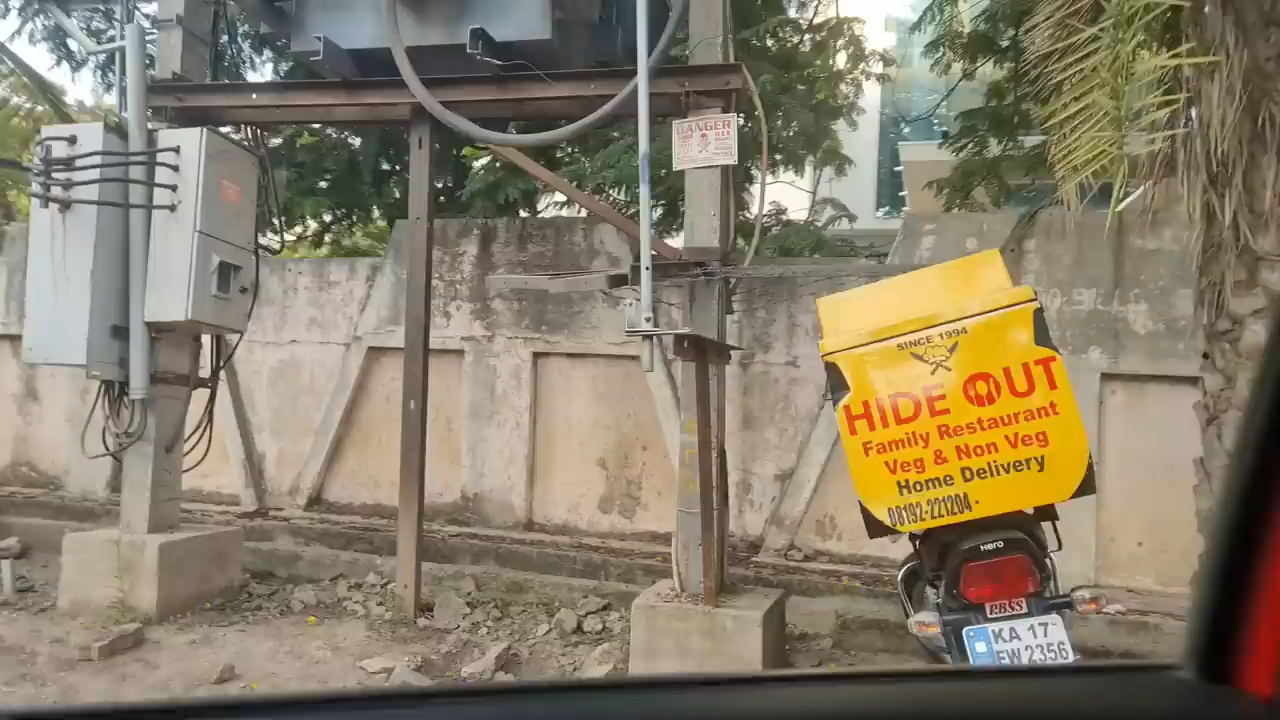 DANGER
SINCE 1994
HIDE OUT
Family Restaurant
Veg & Non Veg
Home Delivery
08192-221204
Hero
P.B.S.S
KA 17
EW 2356